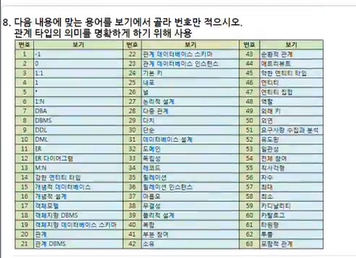 8. 다음 내용에 맞는 용어를 보기에서 골라 번호만 적으시오.
관계 타입의 의미를 명확하게 하기 위해 사용
번호 보기 번호 보기 번호 보기
1 -1 22 관계 데이터베이스 스키마 43 순환적 관계
2 0 23 관계 데이터베이스 인스턴스 44 애트리뷰트
3 1:1 24 기본 키 45 약한 엔티티 타입
4 1 25 내포 46 엔티티
5 * 26 널 47 엔티티 집합
6 1:N 27 논리적 설계 48 역할
7 DBA 28 다중 관계 49 외래 키
8 DBMS 29 디치 50 외연
9 DDL 30 단순 51 요구사항 수집과 분석
10 DML 31 데이터베이스 설계 52 유도된
11 ER 32 도메인 53 일관성
12 ER 다이어그램 33 독립성 54 전체 참여
13 M:N 34 레코드 55 직사각형
14 강한 엔티티 타입 35 릴레이션 56 차수
15 개념적 데이터베이스 36 릴레이션 인스턴스 57 최대
16 개념적 설계 37 마름모 58 최소
17 객체모델 38 무결성 59 카디날리티
18 객체지향 DBMS 39 물리적 설계 60 카탈로그
19 객체지향 데이터베이스 스키마 40 복합 61 타원형
20 관계 41 부분 참여 62 투플
21 관계 DBMS 42 소유 63 포함적 관계